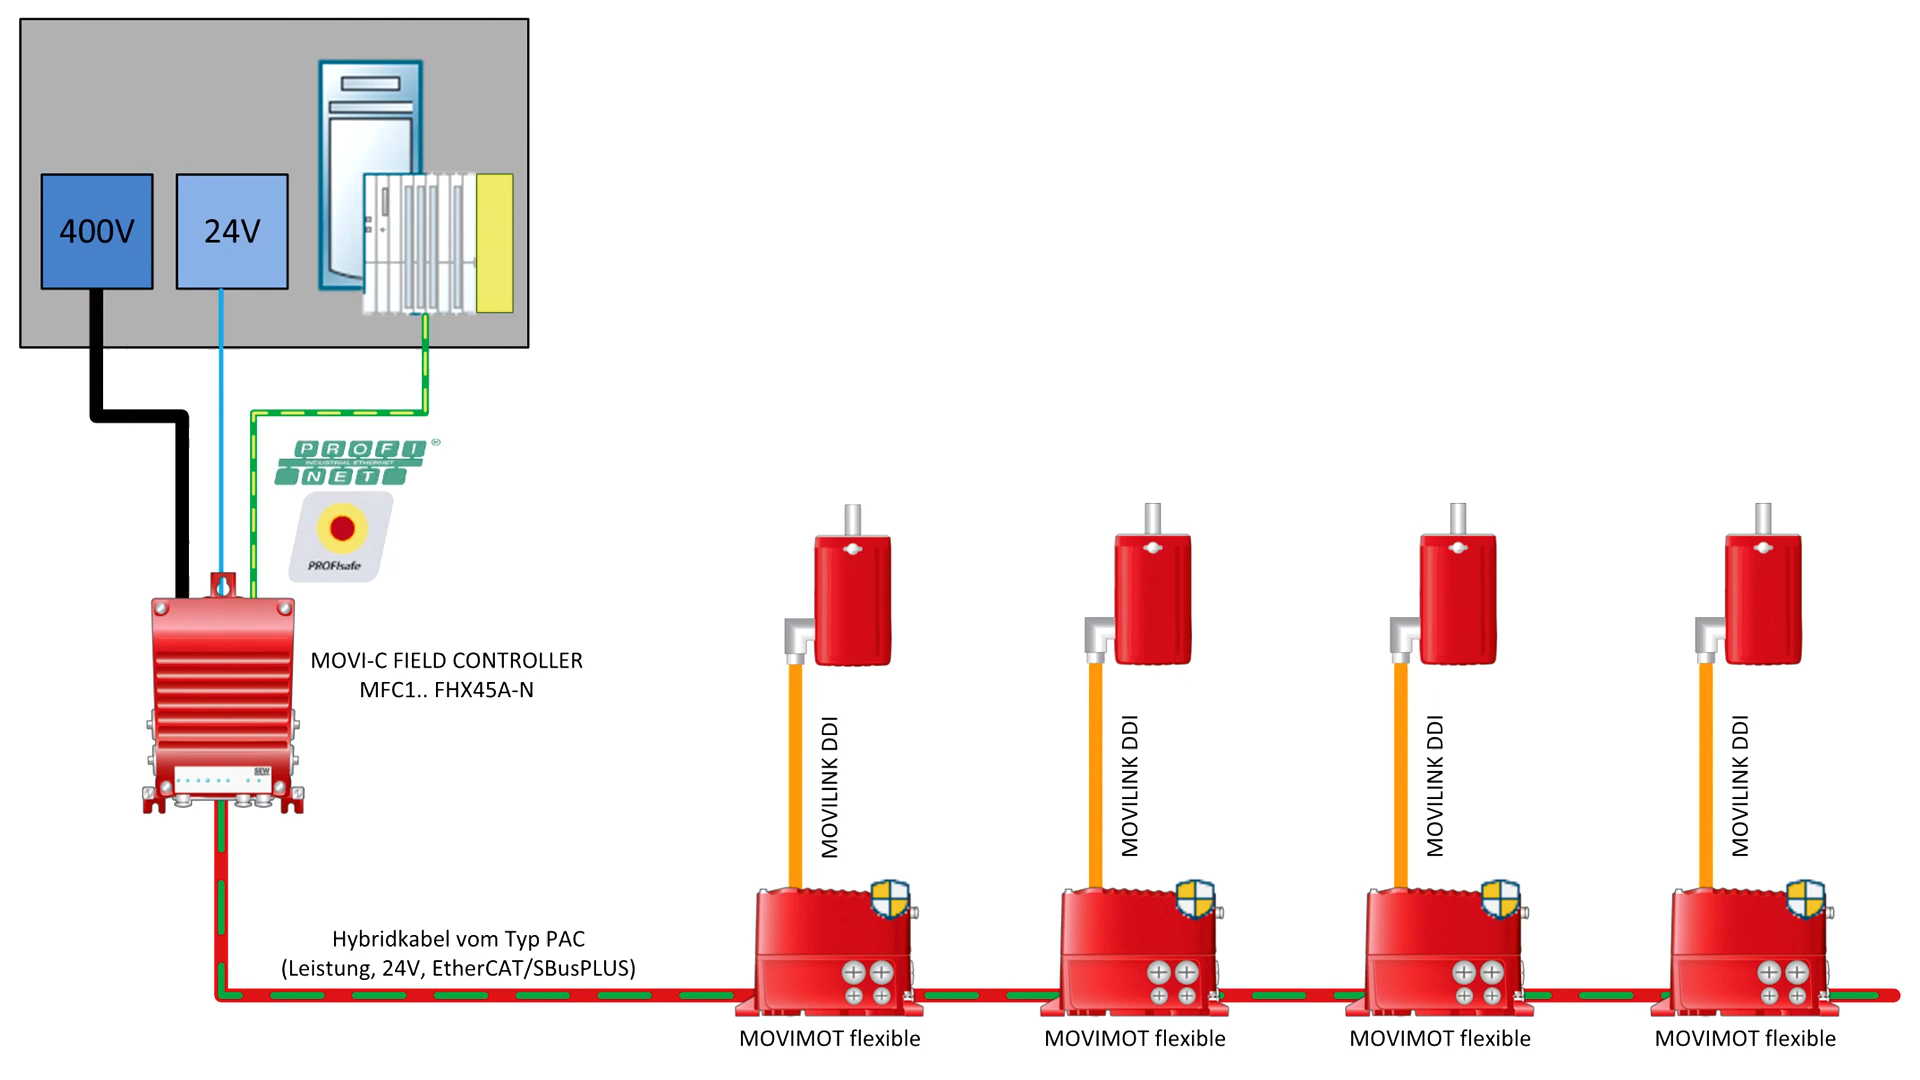 400V
24V
PROFI®
INDUSTRIAL ETHERNET
NET
PROFIsafe
MOVI-C FIELD CONTROLLER
MFC1.. FHX45A-N
SEW
MOVILINK DDI
MOVILINK DDI
MOVILINK DDI
MOVILINK DDI
Hybridkabel vom Typ PAC
(Leistung, 24V, EtherCAT/SBusPLUS)
MOVIMOT flexible
MOVIMOT flexible
MOVIMOT flexible
MOVIMOT flexible